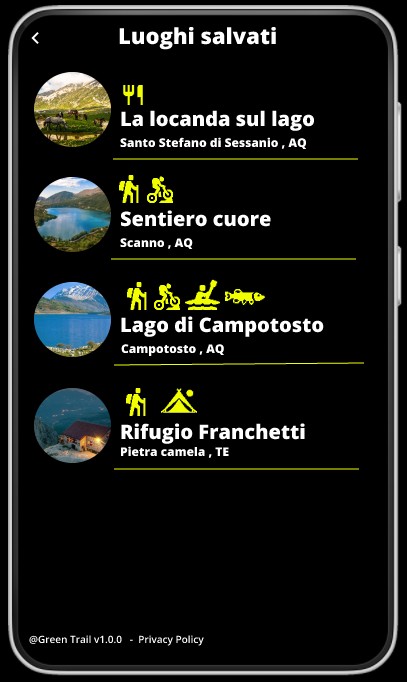 Luoghi salvati
La locanda sul lago
Santo Stefano di Sessanio , AQ
Sentiero cuore
Scanno , AQ
Lago di Campotosto
Campotosto , AQ
Rifugio Franchetti
Pietra camela , TE
@Green Trail v1.0.0 - Privacy Policy